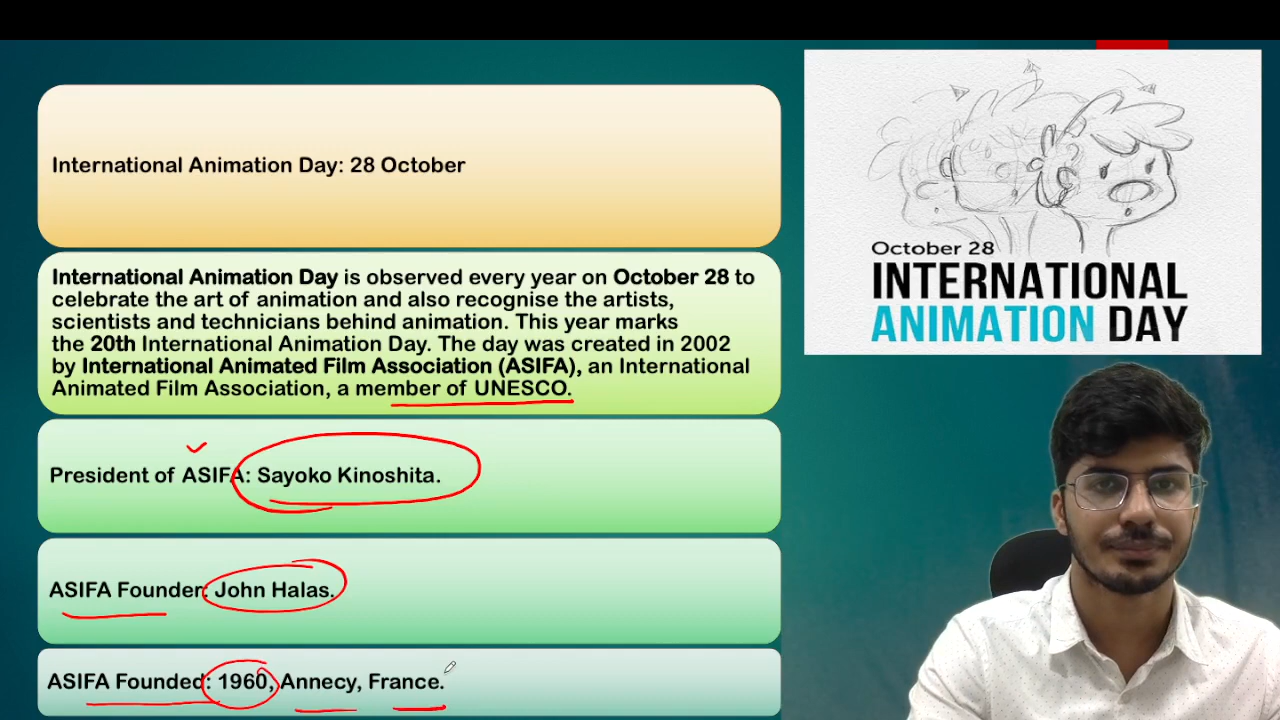 International Animation Day: 28 October
International Animation Day is observed every year on October 28 to
celebrate the art of animation and also recognise the artists,
scientists and technicians behind animation. This year marks
the 20th International Animation Day. The day was created in 2002
by International Animated Film Association (ASIFA), an International
Animated Film Association, a member of UNESCO.
President of ASIFA: Sayoko Kinoshita.
ASIFA Founder: John Halas.
ASIFA Founded: 1960, Annecy, France.
October 28
INTERNATIONAL
ANIMATION DAY